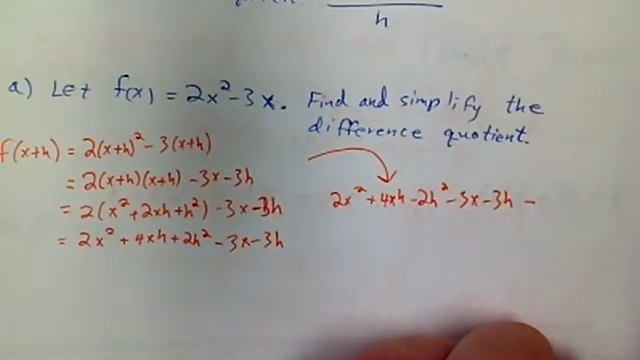 h
a) Let f(x) = 2x² - 3x. Find and simplify the
difference quotient.
f(x+h) = 2(x+h)² - 3(x+h)
= 2(x+h)(x+h) - 3x - 3h
= 2(x² + 2xh + h²) - 3x - 3h
= 2x² + 4xh + 2h² - 3x - 3h
2x² + 4xh - 2h² - 3x - 3h -